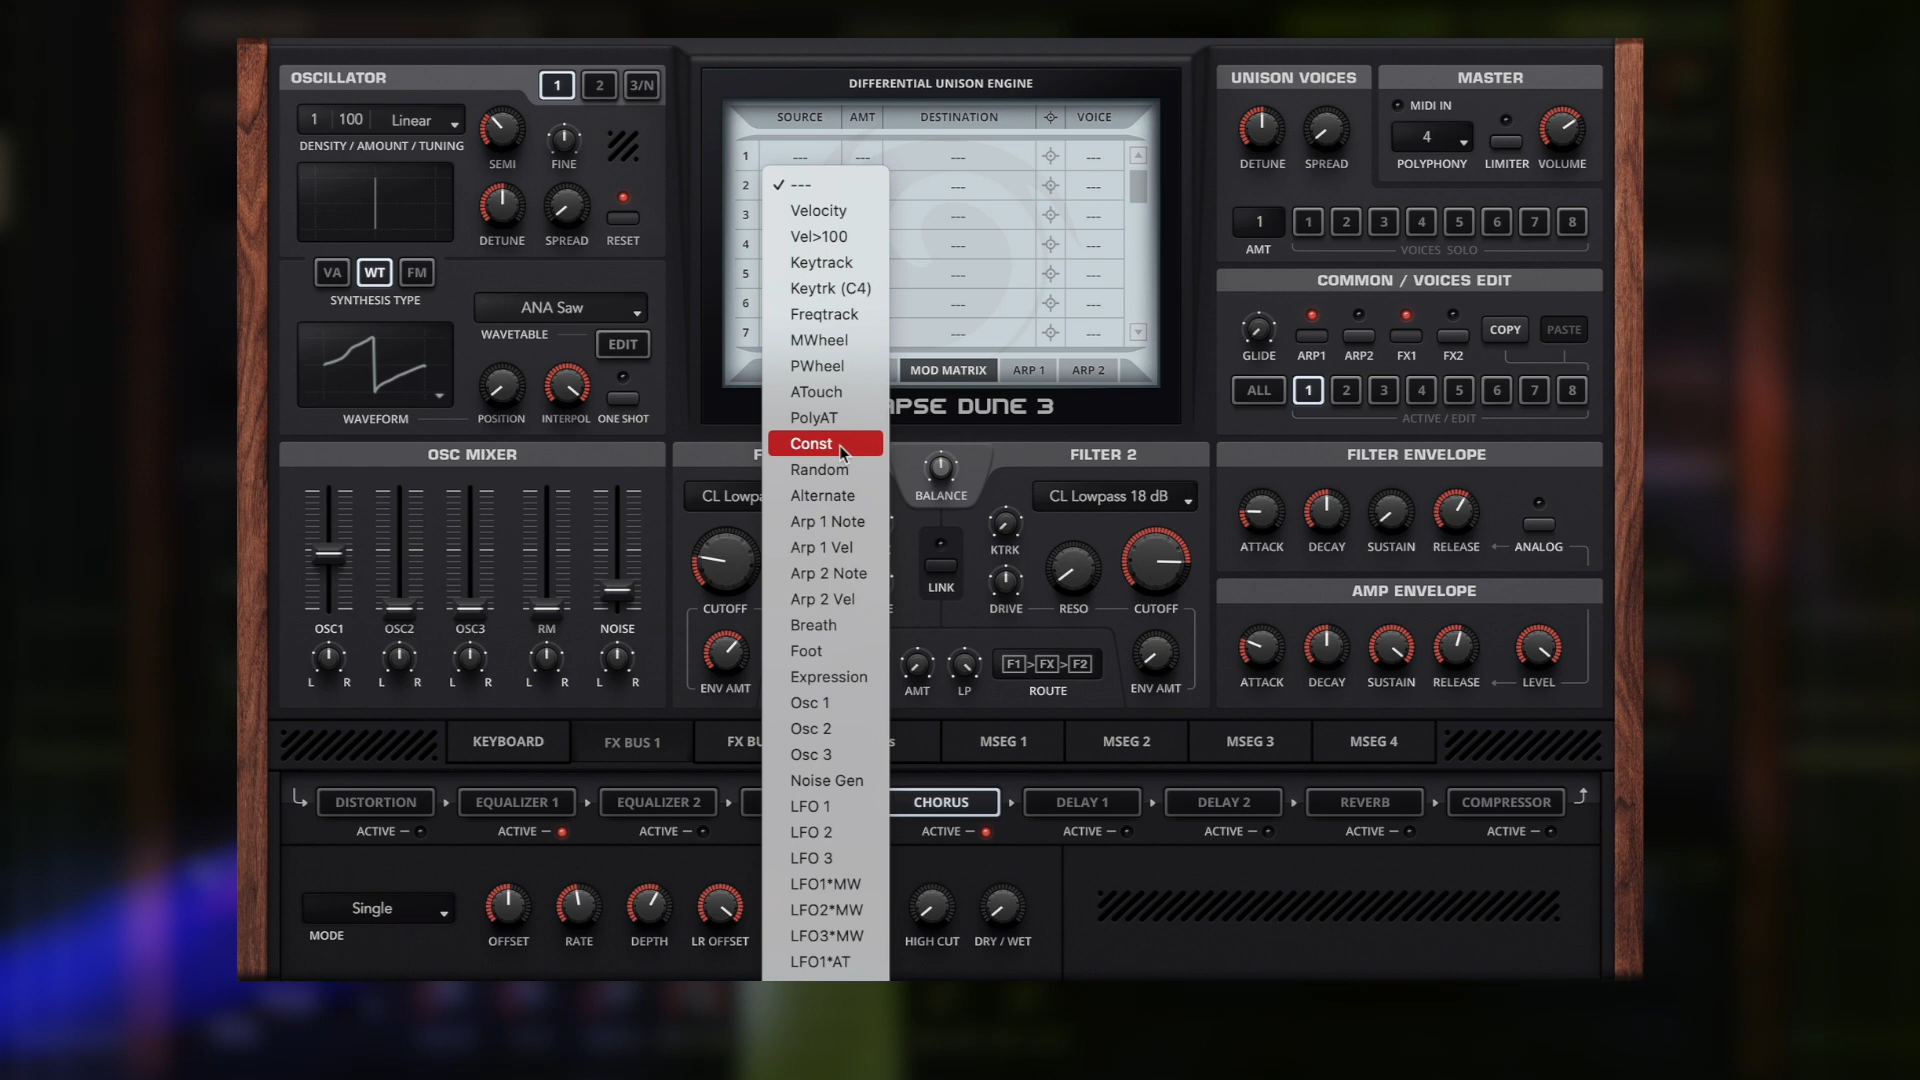 OSCILLATOR
1
2
3/N
1 100 Linear
DENSITY / AMOUNT / TUNING
SEMI
FINE
DETUNE
SPREAD
RESET
VA
WT
FM
SYNTHESIS TYPE
ANA Saw
WAVETABLE
EDIT
WAVEFORM
POSITION
INTERPOL
ONE SHOT
DIFFERENTIAL UNISON ENGINE
SOURCE AMT DESTINATION VOICE
1 --- --- --- ---
2 --- ---
3 --- ---
4 --- ---
5 --- ---
6 --- ---
7 --- ---
MOD MATRIX
ARP 1
ARP 2
APSE DUNE 3
✓ ---
Velocity
Vel>100
Keytrack
Keytrk (C4)
Freqtrack
MWheel
PWheel
ATouch
PolyAT
Const
Random
Alternate
Arp 1 Note
Arp 1 Vel
Arp 2 Note
Arp 2 Vel
Breath
Foot
Expression
Osc 1
Osc 2
Osc 3
Noise Gen
LFO 1
LFO 2
LFO 3
LFO1*MW
LFO2*MW
LFO3*MW
LFO1*AT
UNISON VOICES
DETUNE
SPREAD
MASTER
MIDI IN
4
POLYPHONY
LIMITER
VOLUME
1
AMT
1 2 3 4 5 6 7 8
VOICES SOLO
COMMON / VOICES EDIT
GLIDE
ARP1
ARP2
FX1
FX2
COPY
PASTE
ALL 1 2 3 4 5 6 7 8
ACTIVE / EDIT
OSC MIXER
OSC1
OSC2
OSC3
RM
NOISE
L R L R L R L R L R
F
CL Lowpa
CUTOFF
ENV AMT
BALANCE
LINK
FILTER 2
CL Lowpass 18 dB
KTRK
DRIVE
RESO
CUTOFF
AMT
LP
F1>FX>F2
ROUTE
ENV AMT
FILTER ENVELOPE
ATTACK
DECAY
SUSTAIN
RELEASE
ANALOG
AMP ENVELOPE
ATTACK
DECAY
SUSTAIN
RELEASE
LEVEL
KEYBOARD
FX BUS 1
FX BU
s
MSEG 1
MSEG 2
MSEG 3
MSEG 4
DISTORTION
EQUALIZER 1
EQUALIZER 2
CHORUS
DELAY 1
DELAY 2
REVERB
COMPRESSOR
ACTIVE
ACTIVE
ACTIVE
ACTIVE
ACTIVE
ACTIVE
ACTIVE
ACTIVE
Single
MODE
OFFSET
RATE
DEPTH
LR OFFSET
HIGH CUT
DRY / WET